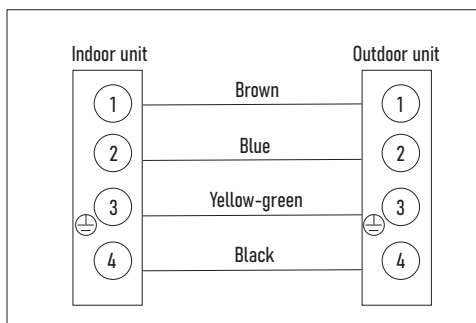 Indoor unit Outdoor unit
1 Brown 1
2 Blue 2
3 Yellow-green 3
4 Black 4